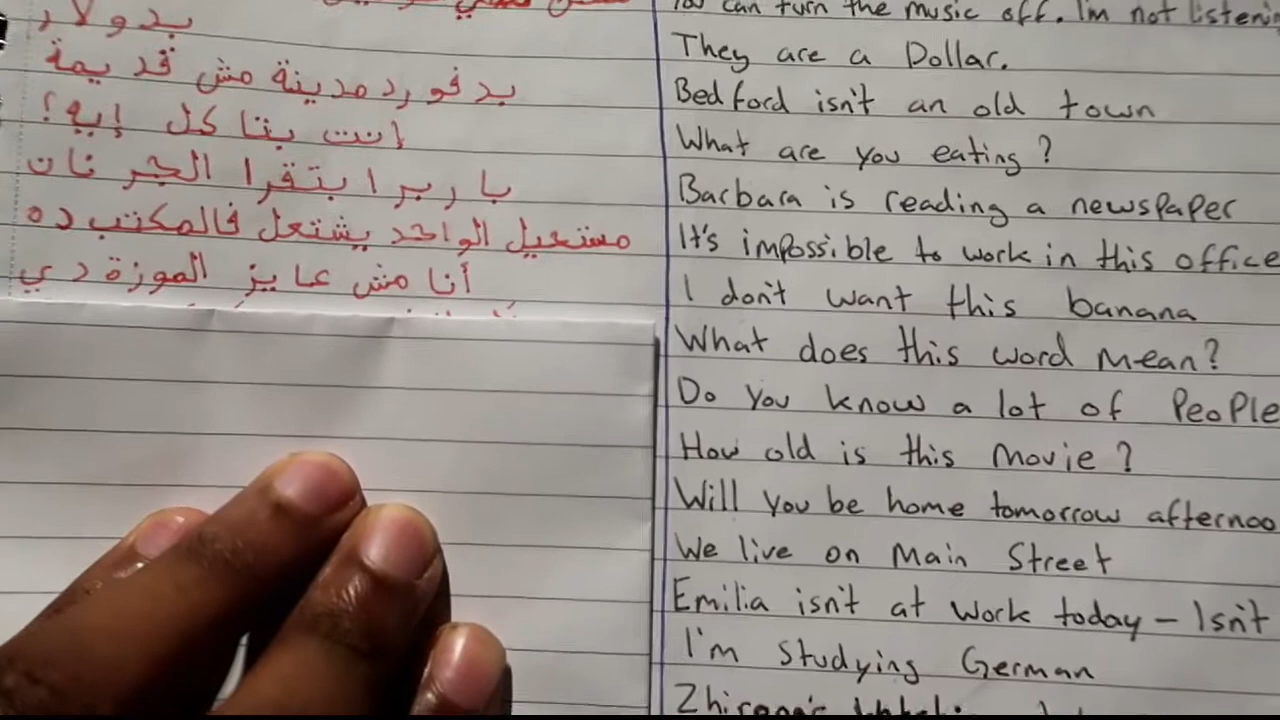 You can turn the music off. I'm not
بدولار
They are a Dollar.
بدفورد مدينة مش قديمة
Bedford isn't an old town
انت بتاكل إيه؟
What are you eating?
باربرا بتقرا الجرنان
Barbara is reading a newspaper
مستحيل الواحد يشتغل فالمكتب ده
It's impossible to work in this office
أنا مش عايز الموزة دي
I don't want this banana
What does this word mean?
Do you know a lot of People
How old is this movie?
Will you be home tomorrow afternoo
We live on Main Street
Emilia isn't at work today - Isn't
I'm studying German